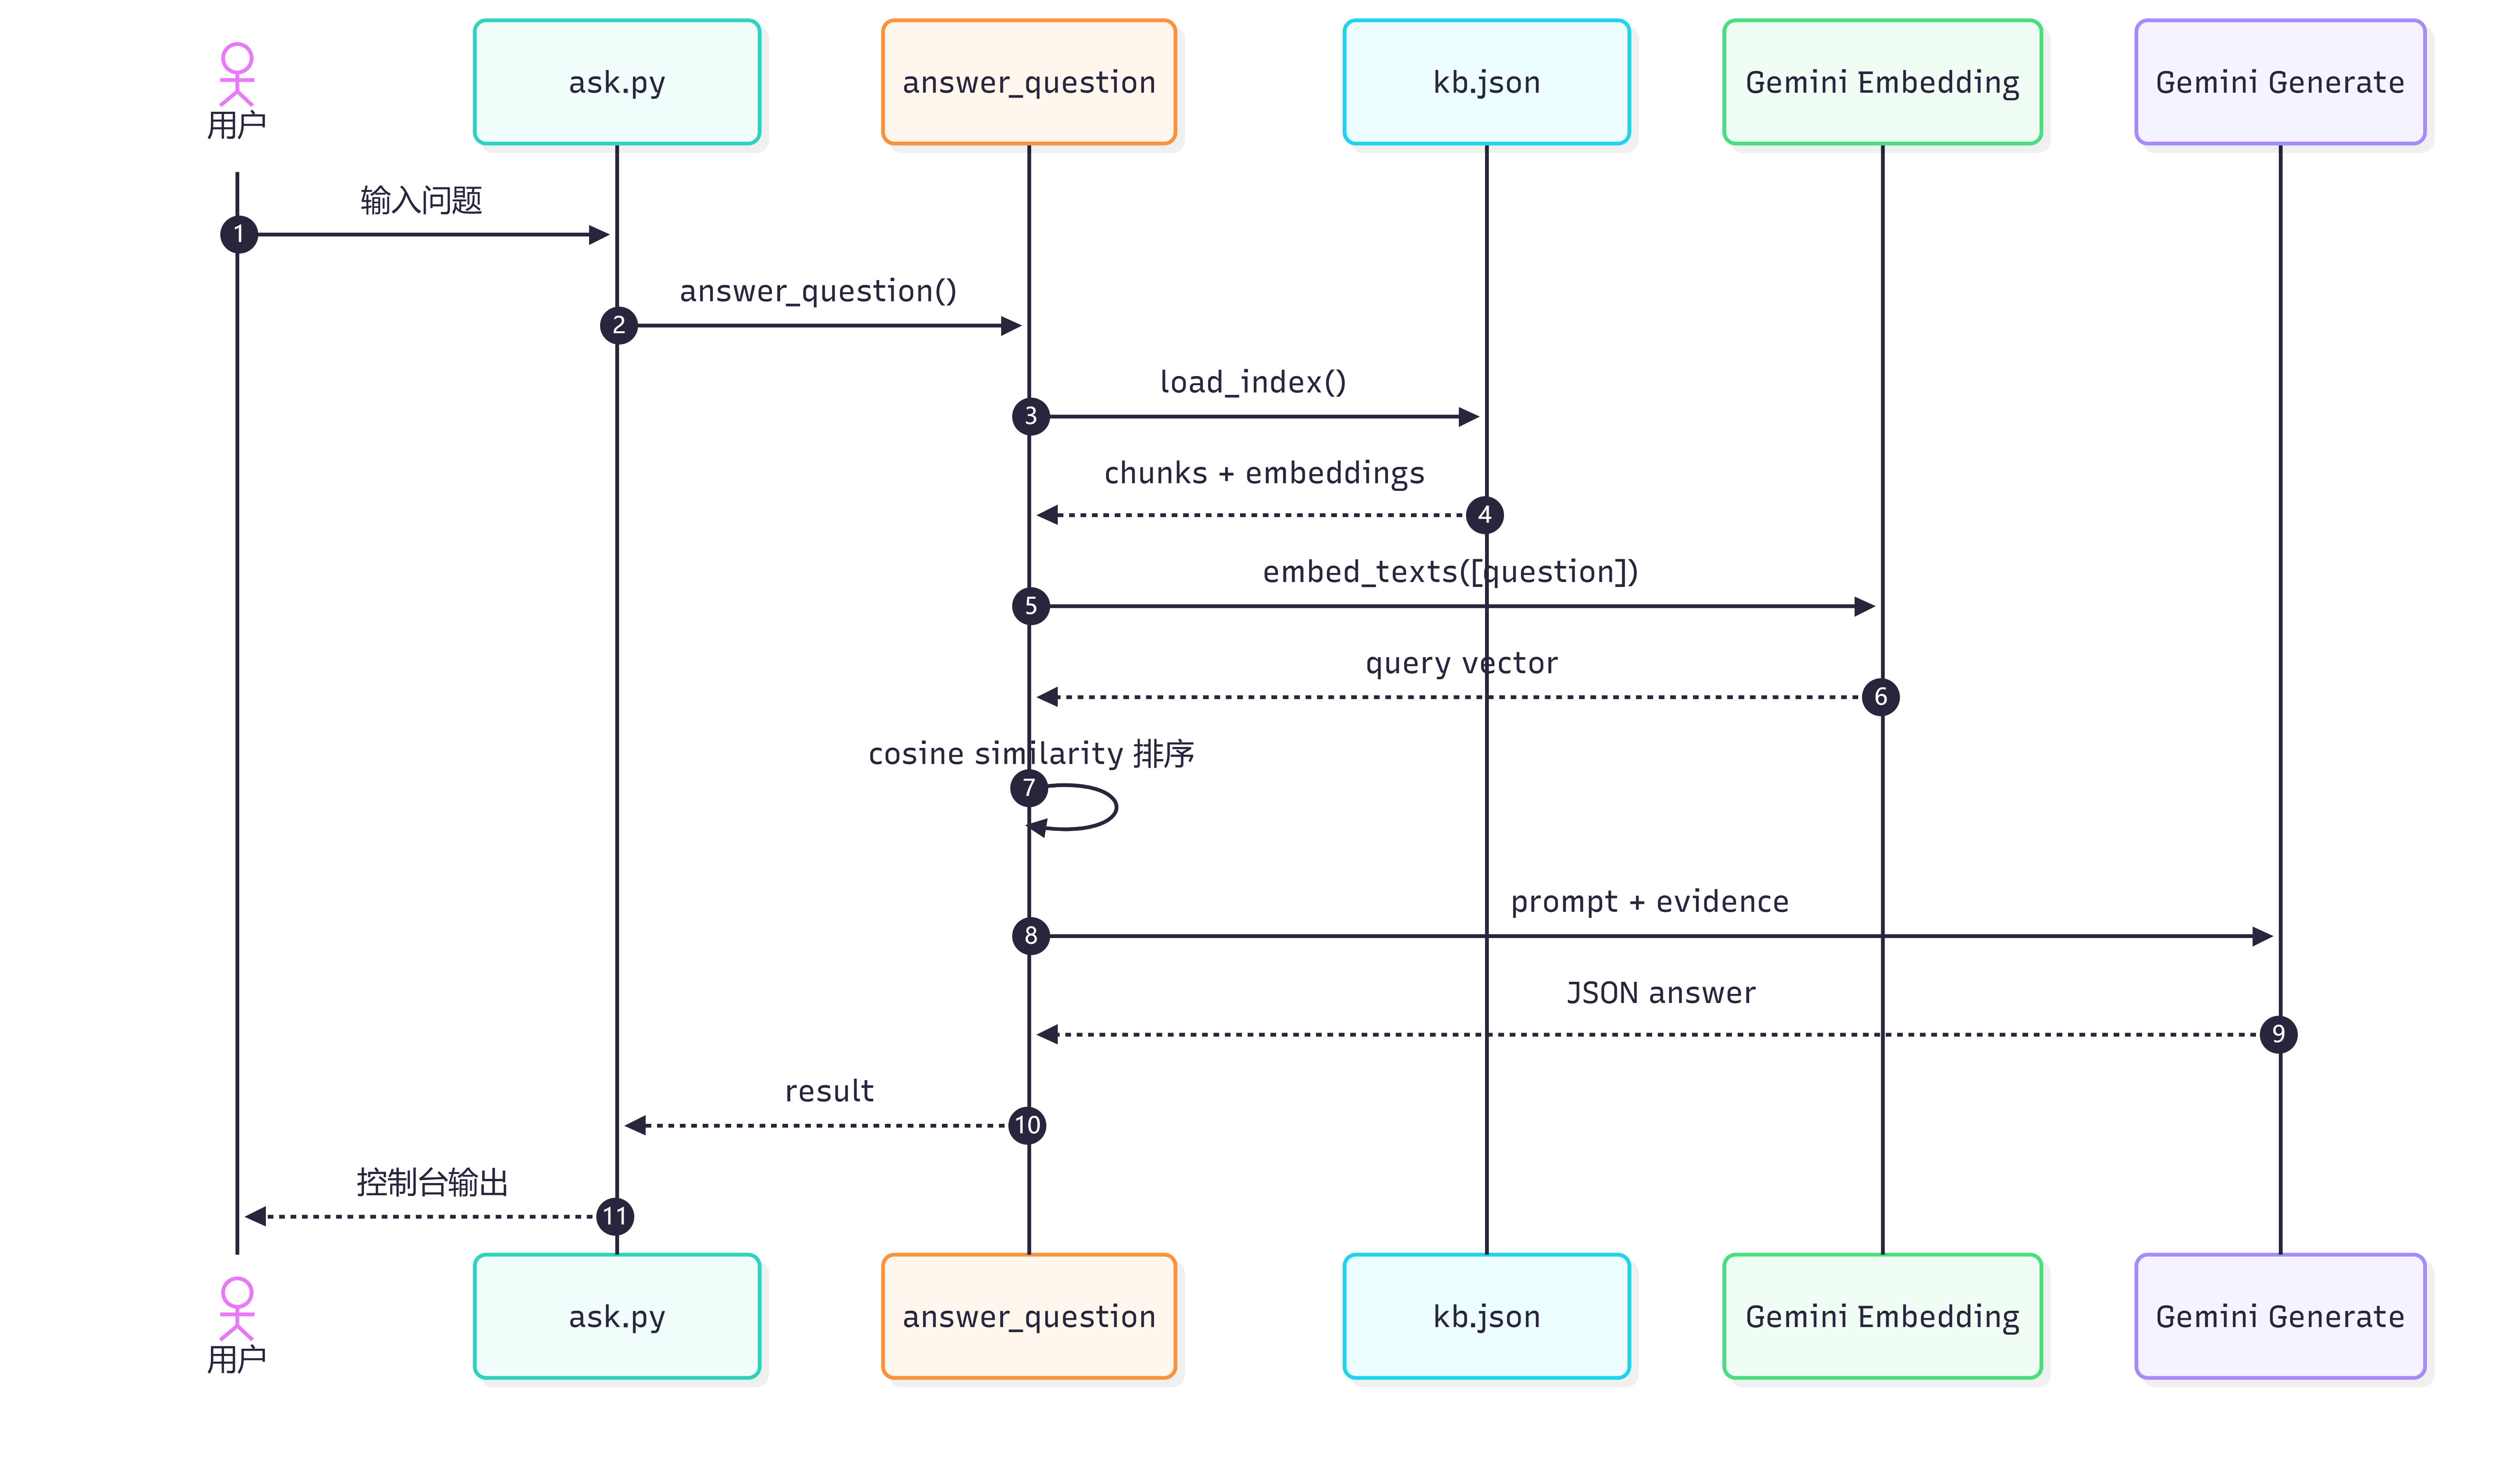 用户
ask.py
answer_question
kb.json
Gemini Embedding
Gemini Generate
输入问题
1
answer_question()
2
load_index()
3
chunks + embeddings
4
embed_texts([question])
5
query vector
6
cosine similarity 排序
7
prompt + evidence
8
JSON answer
9
result
10
控制台输出
11
用户
ask.py
answer_question
kb.json
Gemini Embedding
Gemini Generate